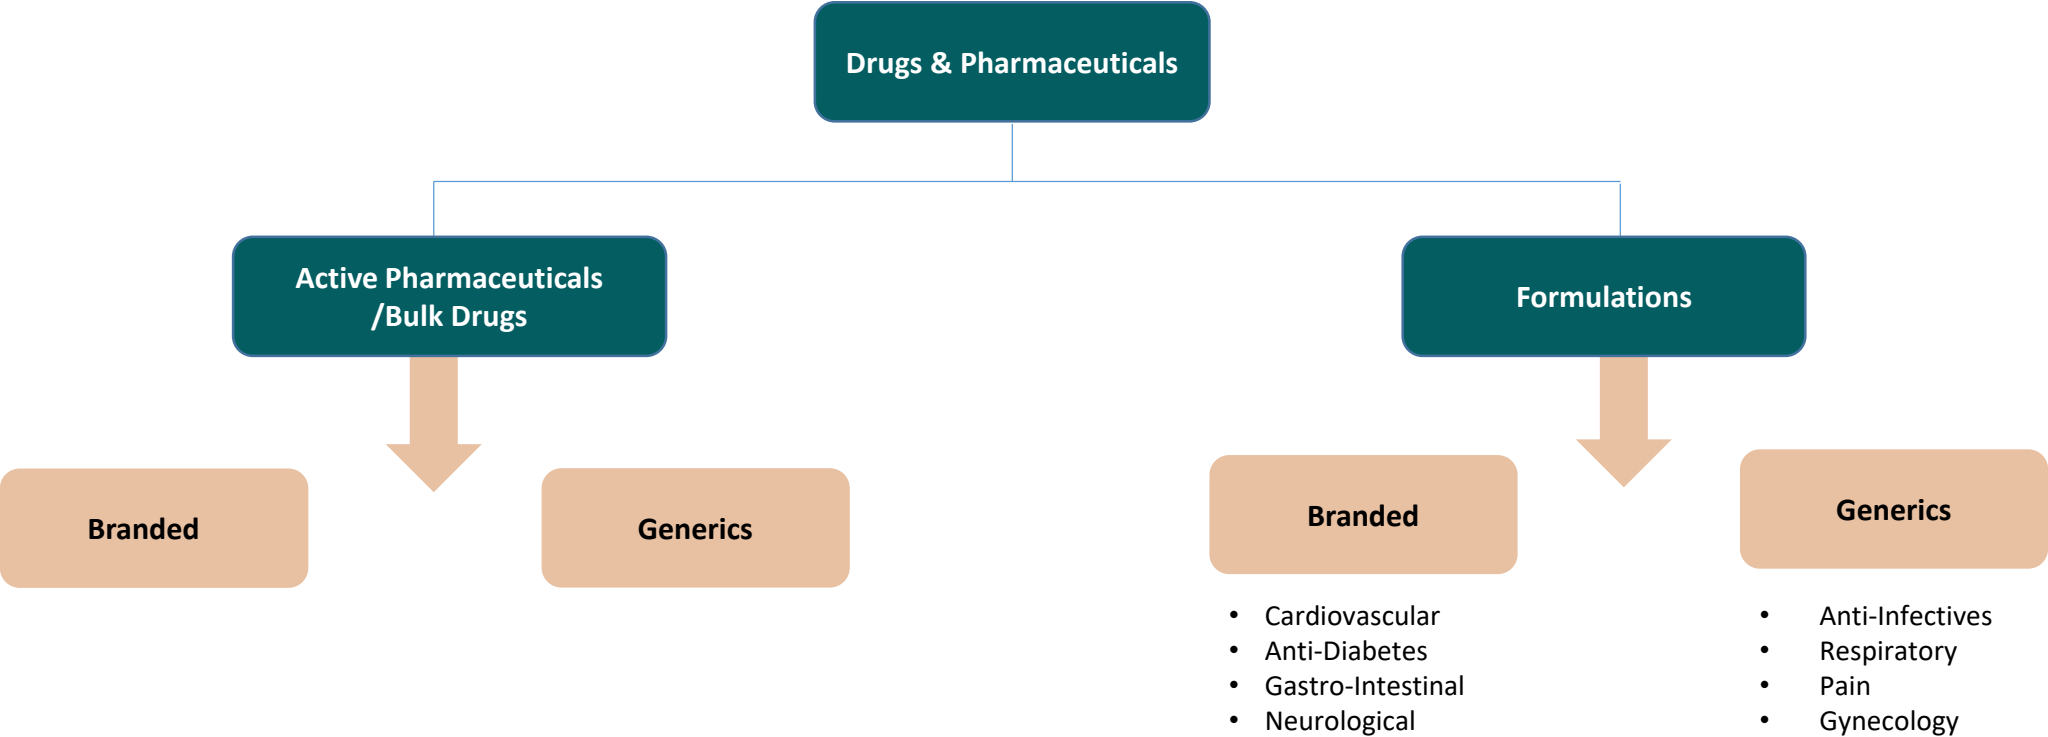 Drugs & Pharmaceuticals
Active Pharmaceuticals
/Bulk Drugs
Formulations
Branded
Generics
Branded
Generics
• Cardiovascular
• Anti-Diabetes
• Gastro-Intestinal
• Neurological
• Anti-Infectives
• Respiratory
• Pain
• Gynecology